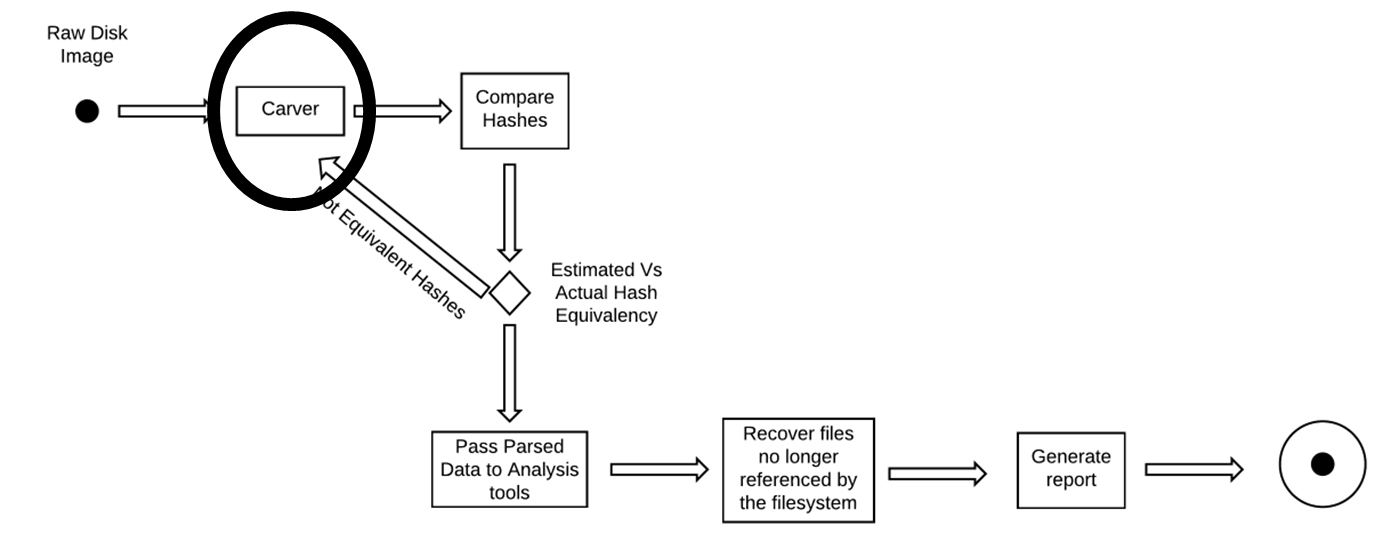 Raw Disk
Image
Carver
Compare
Hashes
Equivalent Hashes
Estimated Vs
Actual Hash
Equivalency
Pass Parsed
Data to Analysis
tools
Recover files
no longer
referenced by
the filesystem
Generate
report